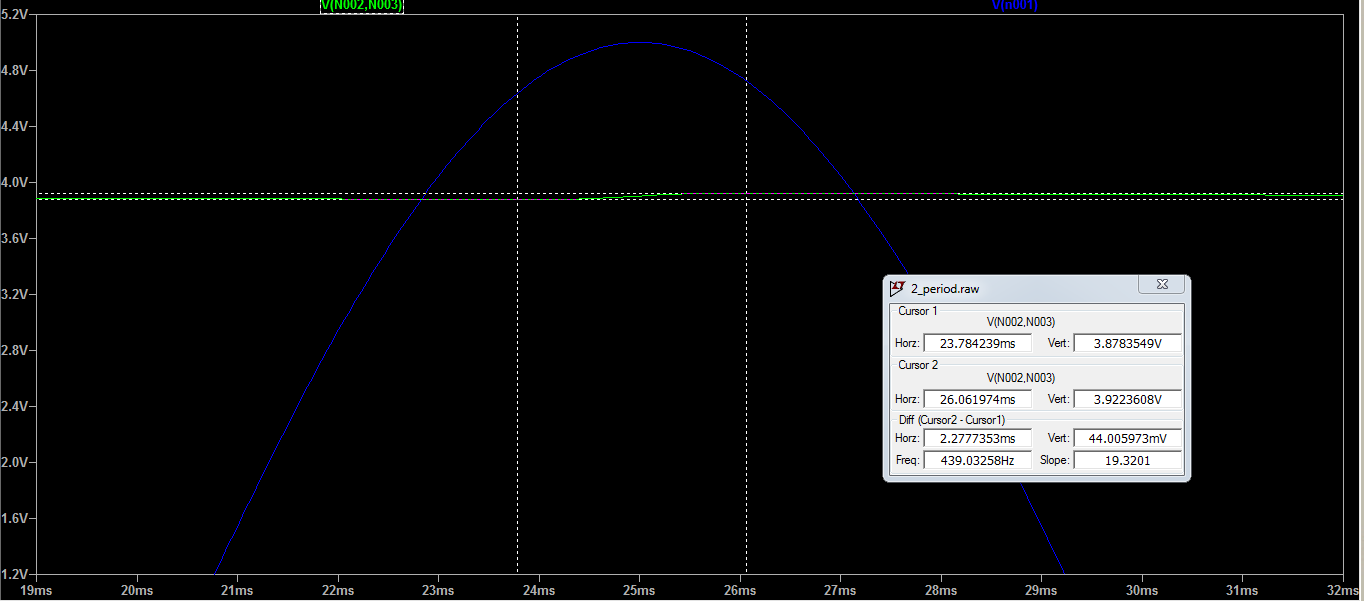 V(N002,N003) V(n001)
5.2V
4.8V
4.4V
4.0V
3.6V
3.2V
2.8V
2.4V
2.0V
1.6V
1.2V
19ms 20ms 21ms 22ms 23ms 24ms 25ms 26ms 27ms 28ms 29ms 30ms 31ms 32ms
2_period.raw
Cursor 1
V(N002,N003)
Horz: 23.784239ms Vert: 3.8783549V
Cursor 2
V(N002,N003)
Horz: 26.061974ms Vert: 3.9223608V
Diff (Cursor2 - Cursor1)
Horz: 2.2777353ms Vert: 44.005973mV
Freq: 439.03258Hz Slope: 19.3201